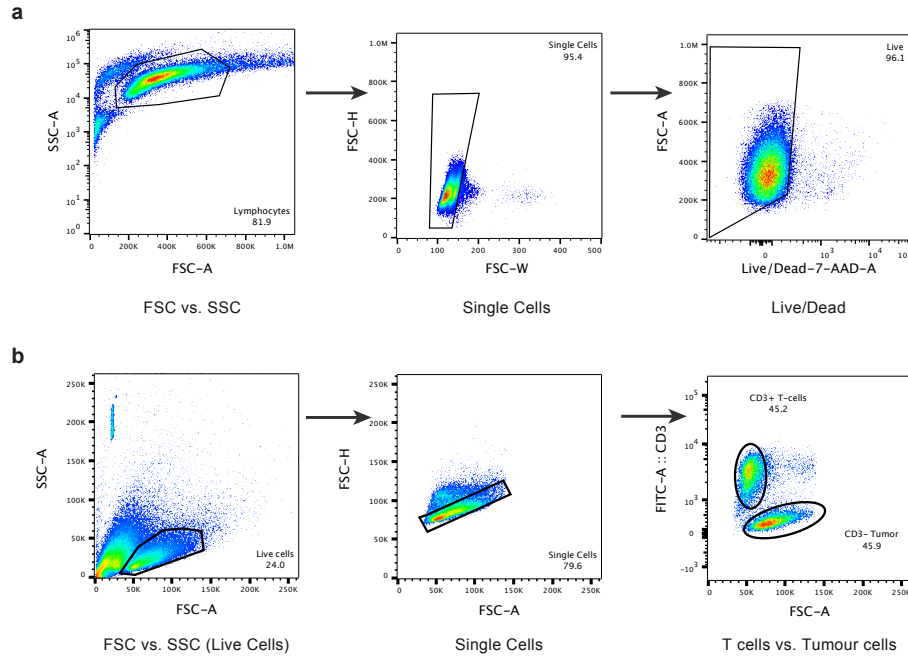 a
10^6
10^5
10^4
10^3
10^2
10^1
10^0
SSC-A
0 200K 400K 600K 800K 1.0M
FSC-A
Lymphocytes
81.9
FSC vs. SSC
1.0M
800K
600K
400K
200K
0
FSC-H
0 100 200 300 400 500
FSC-W
Single Cells
95.4
Single Cells
1.0M
800K
600K
400K
200K
0
FSC-A
0 10^3 10^4
Live/Dead-7-AAD-A
Live
96.1
Live/Dead
b
250K
200K
150K
100K
50K
0
SSC-A
0 50K 100K 150K 200K 250K
FSC-A
Live cells
24.0
FSC vs. SSC (Live Cells)
250K
200K
150K
100K
50K
0
FSC-H
0 50K 100K 150K 200K 250K
FSC-A
Single Cells
79.6
Single Cells
10^5
10^4
10^3
0
-10^3
FITC-A :: CD3
0 50K 100K 150K 200K 250K
FSC-A
CD3+ T-cells
45.2
CD3- Tumor
45.9
T cells vs. Tumour cells